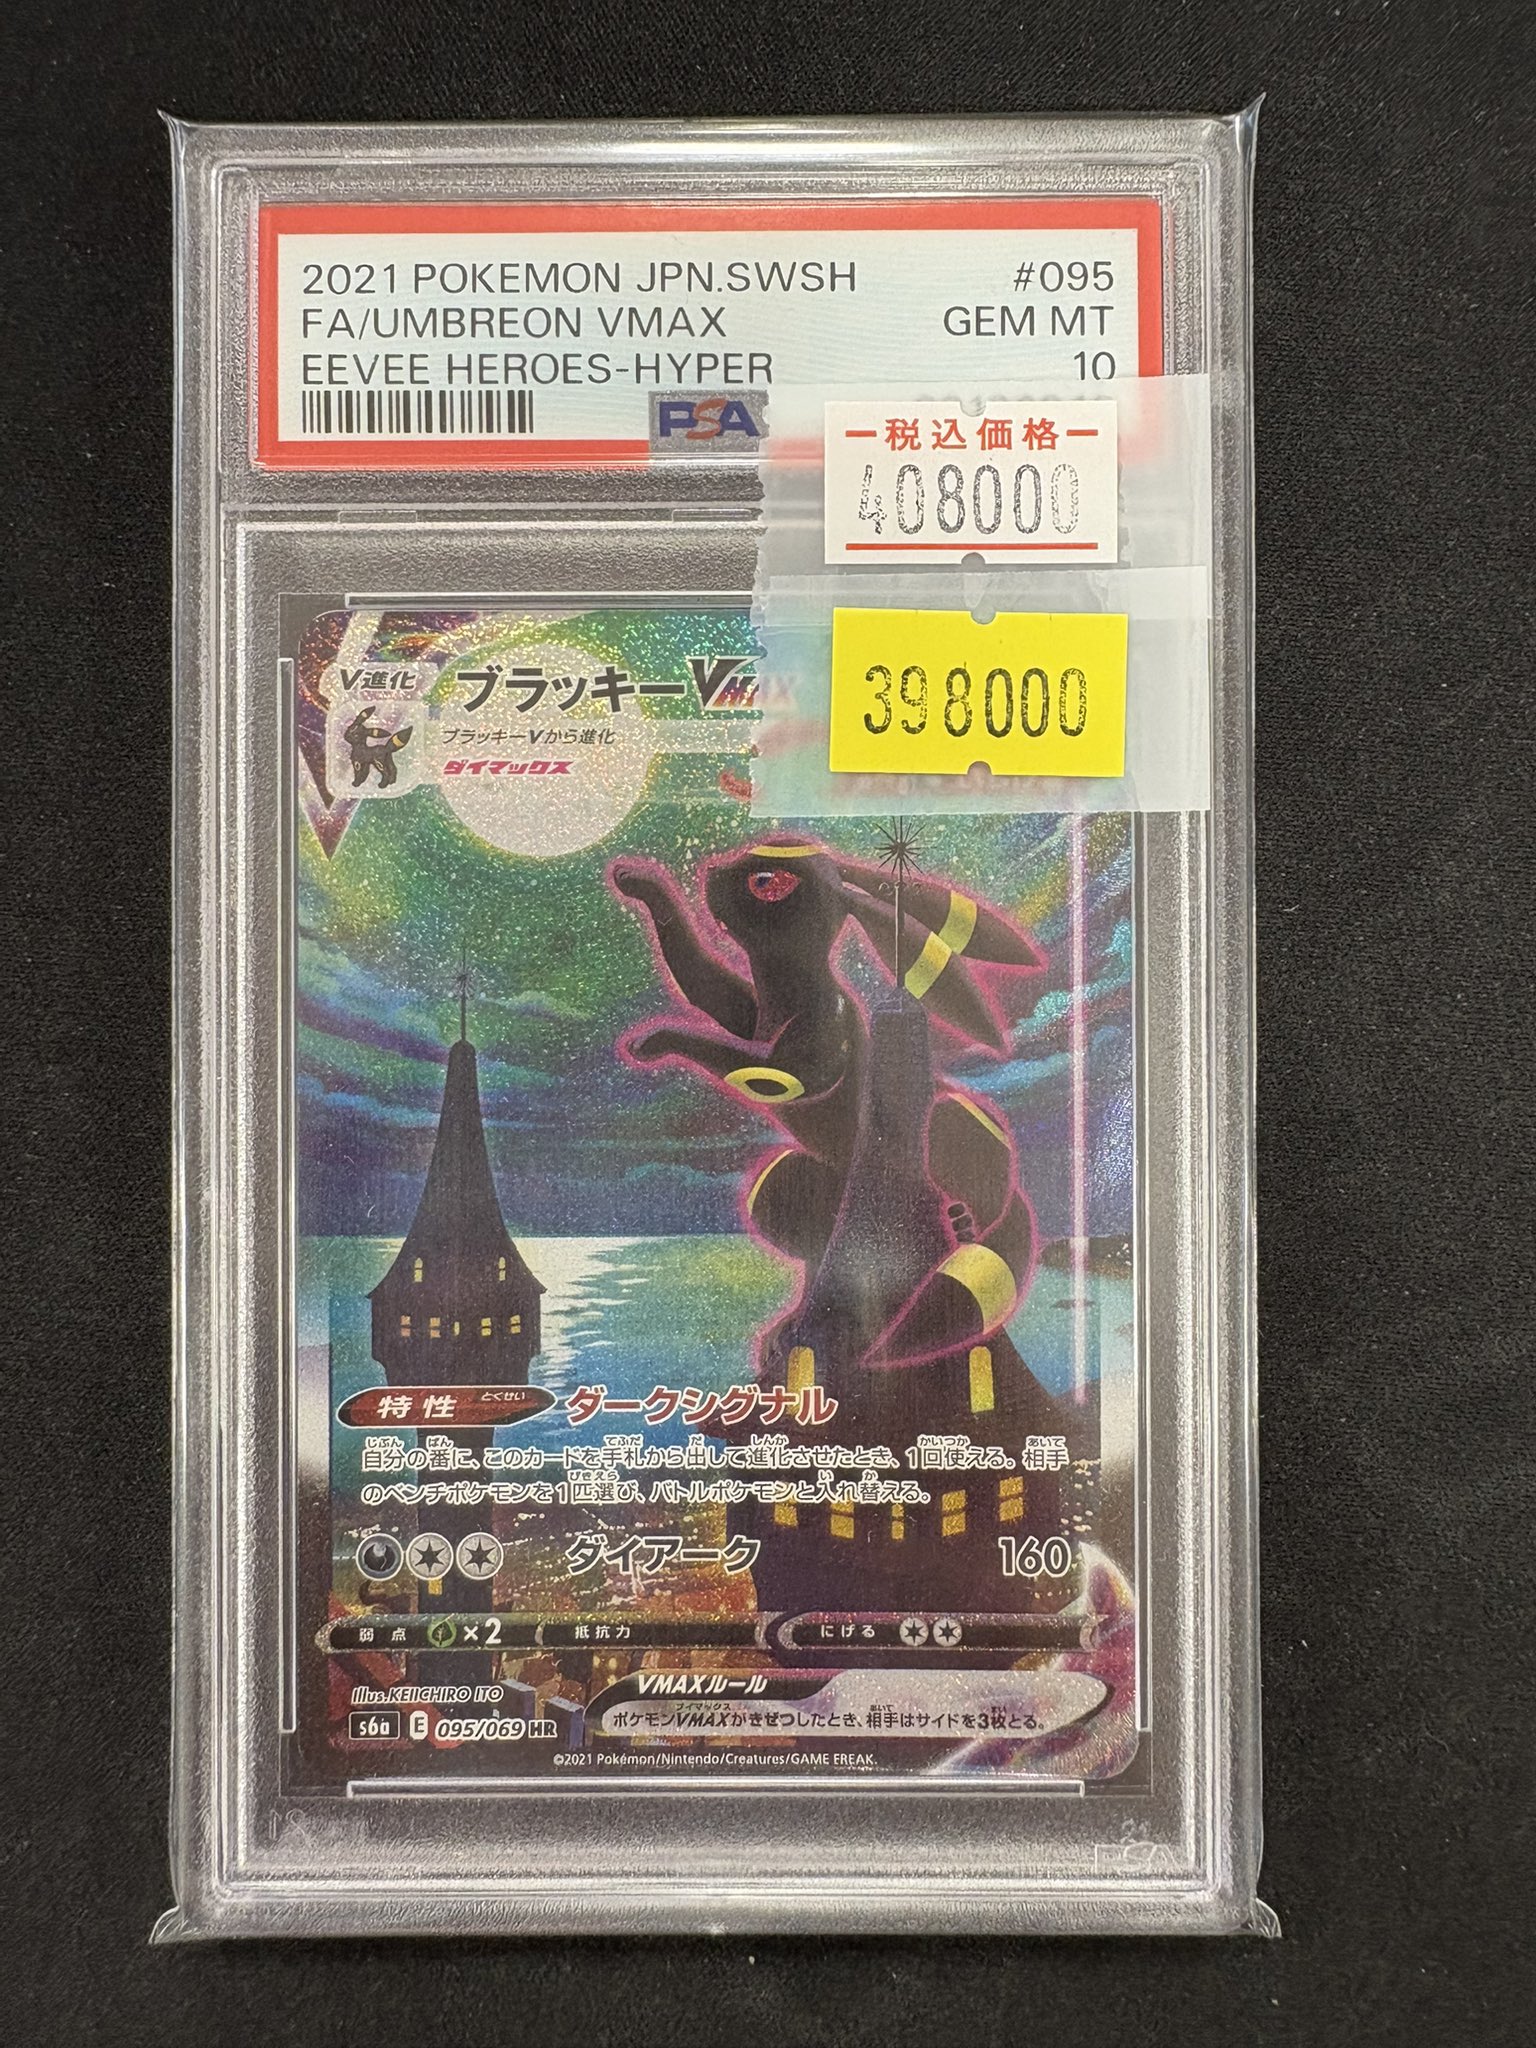 2021 POKEMON JPN.SWSH #095
FA/UMBREON VMAX GEM MT
EEVEE HEROES-HYPER 10
PSA
税込価格
408000
398000
V進化
ブラッキーVMAX
ブラッキーVから進化
ダイマックス
特性 とくせい ダークシグナル
自分の番に、このカードを手札から出して進化させたとき、1回使える。相手
のベンチポケモンを1匹選び、バトルポケモンと入れ替える。
ダイアーク 160
弱点 ×2 抵抗力 にげる
VMAXルール
ポケモンVMAXがきぜつしたとき、相手はサイドを3枚とる。
illus.KEIICHIRO ITO
s6a E 095/069 HR
©2021 Pokémon/Nintendo/Creatures/GAME FREAK.
PSA